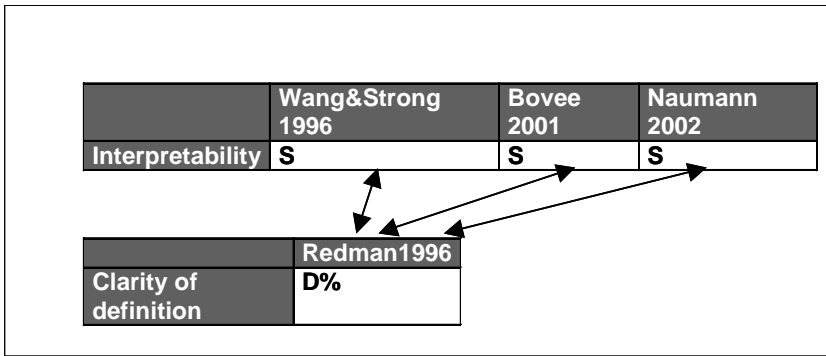 Wang&Strong Bovee Naumann
1996 2001 2002
Interpretability S S S
Redman1996
Clarity of D%
definition